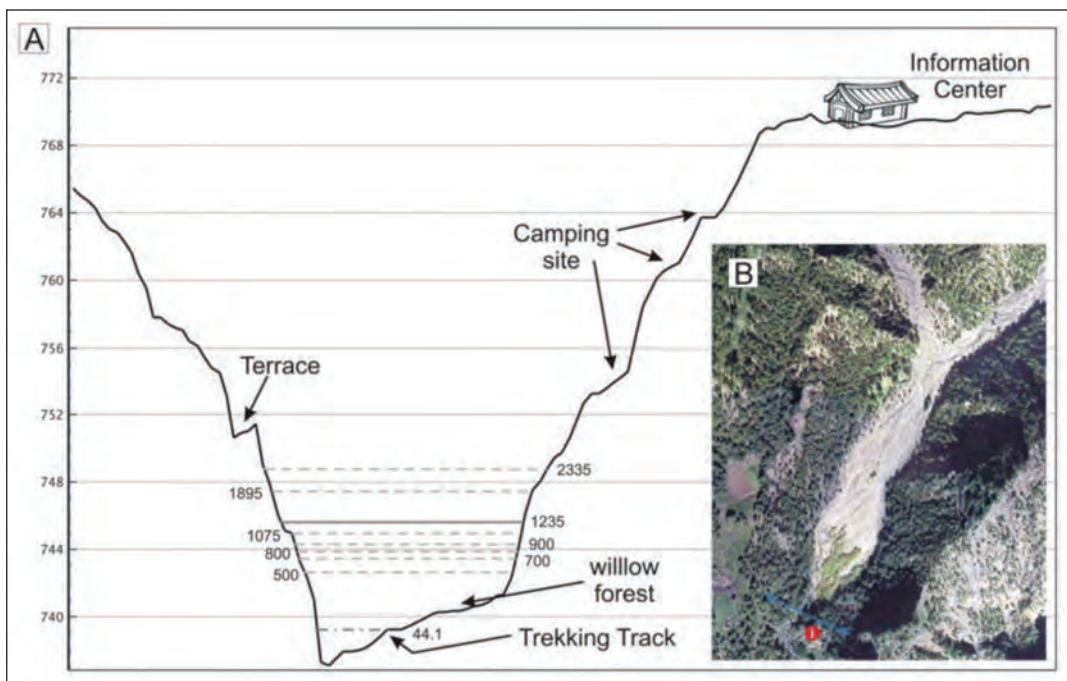 A
772
768
764
760
756
752
748
744
740
Information
Center
Camping
site
Terrace
2335
1895
1235
1075
900
800
700
500
willlow
forest
44.1
Trekking Track
B
i